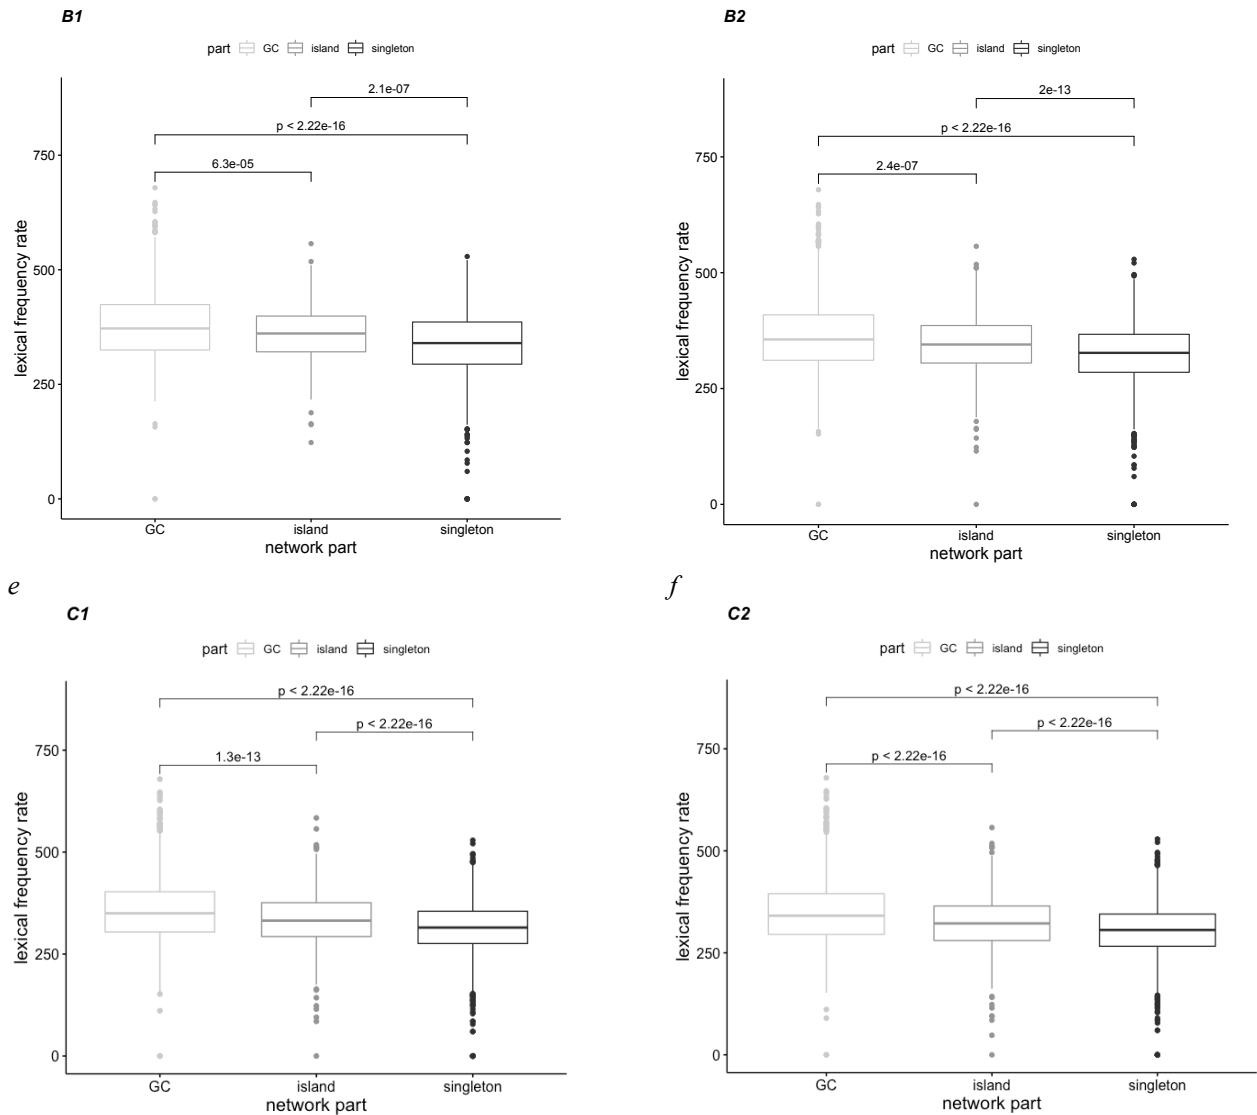 B1
part GC island singleton
2.1e-07
p < 2.22e-16
6.3e-05
750
500
250
0
lexical frequency rate
GC island singleton
network part
B2
part GC island singleton
2e-13
p < 2.22e-16
2.4e-07
750
500
250
0
lexical frequency rate
GC island singleton
network part
e
C1
part GC island singleton
p < 2.22e-16
p < 2.22e-16
1.3e-13
750
500
250
0
lexical frequency rate
GC island singleton
network part
f
C2
part GC island singleton
p < 2.22e-16
p < 2.22e-16
p < 2.22e-16
750
500
250
0
lexical frequency rate
GC island singleton
network part